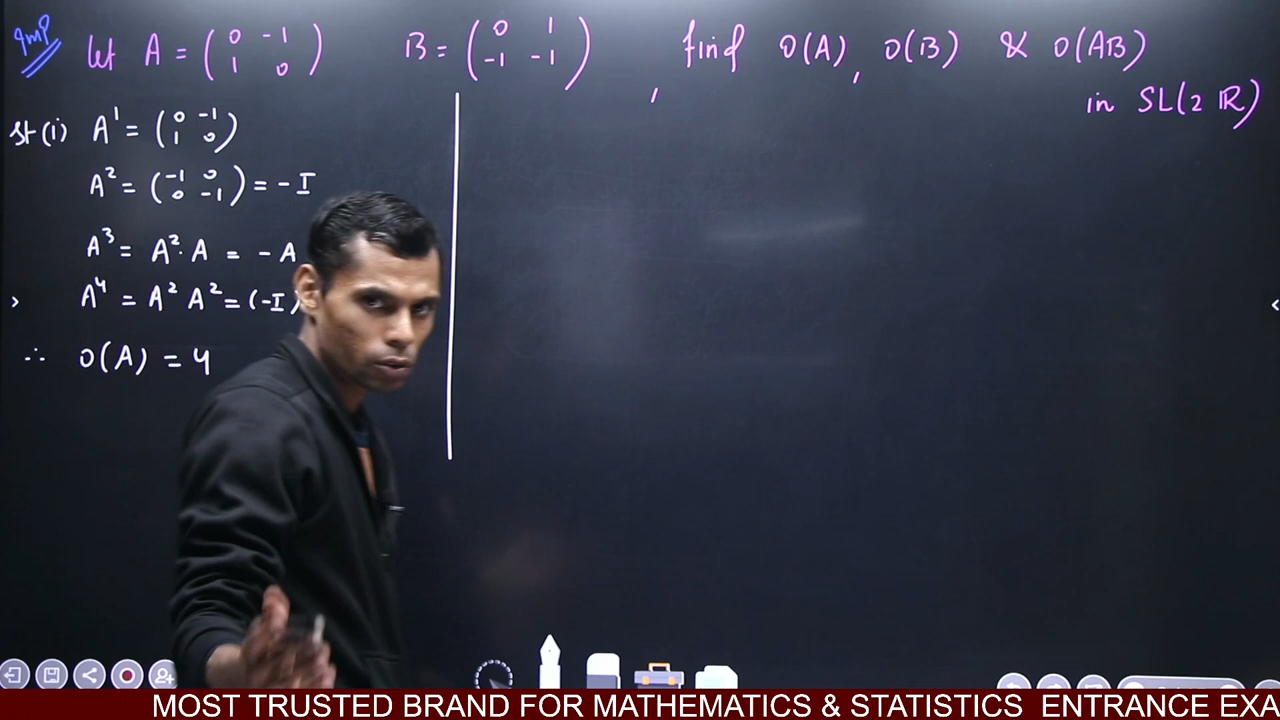 Imp let A = ( 0 -1 1 0 ) B = ( 0 1 -1 -1 ) , find O(A), O(B) & O(AB)
in SL(2 IR)
St (i) A¹ = ( 0 -1 1 0 )
A² = ( -1 0 0 -1 ) = - I
A³ = A². A = - A
A⁴ = A² A² = (-I)
∴ O(A) = 4
MOST TRUSTED BRAND FOR MATHEMATICS & STATISTICS ENTRANCE EXA